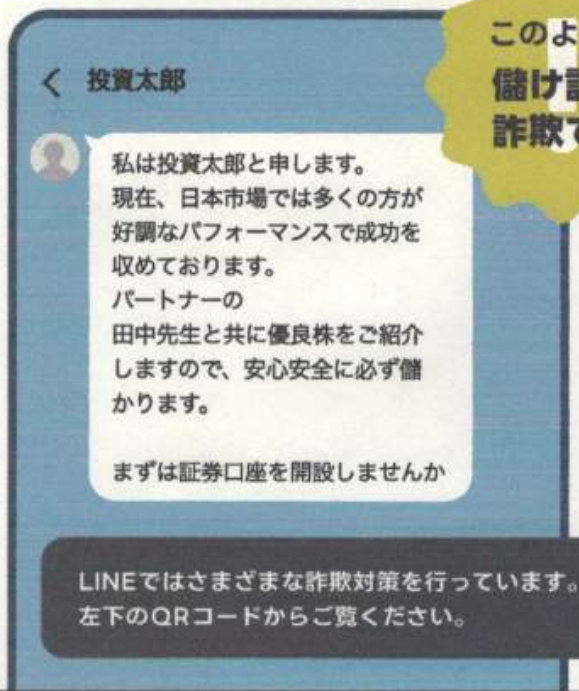 このよ
儲け
詐欺で
投資太郎
私は投資太郎と申します。
現在、日本市場では多くの方が
好調なパフォーマンスで成功を
収めております。
パートナーの
田中先生と共に優良株をご紹介
しますので、安心安全に必ず儲
かります。
まずは証券口座を開設しませんか
LINEではさまざまな詐欺対策を行っています。
左下のQRコードからご覧ください。